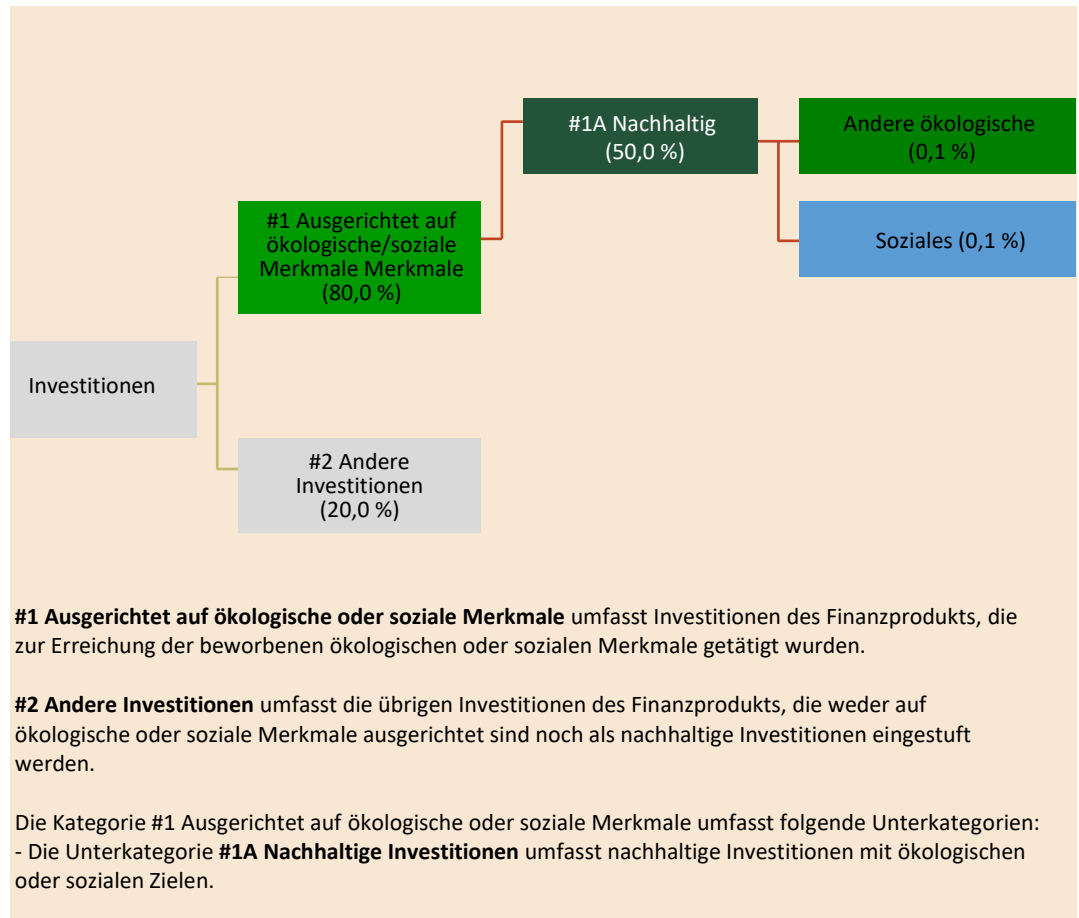 #1A Nachhaltig
(50,0 %)
Andere ökologische
(0,1 %)
#1 Ausgerichtet auf
ökologische/soziale
Merkmale Merkmale
(80,0 %)
Soziales (0,1 %)
Investitionen
#2 Andere
Investitionen
(20,0 %)
#1 Ausgerichtet auf ökologische oder soziale Merkmale umfasst Investitionen des Finanzprodukts, die
zur Erreichung der beworbenen ökologischen oder sozialen Merkmale getätigt wurden.
#2 Andere Investitionen umfasst die übrigen Investitionen des Finanzprodukts, die weder auf
ökologische oder soziale Merkmale ausgerichtet sind noch als nachhaltige Investitionen eingestuft
werden.
Die Kategorie #1 Ausgerichtet auf ökologische oder soziale Merkmale umfasst folgende Unterkategorien:
- Die Unterkategorie #1A Nachhaltige Investitionen umfasst nachhaltige Investitionen mit ökologischen
oder sozialen Zielen.